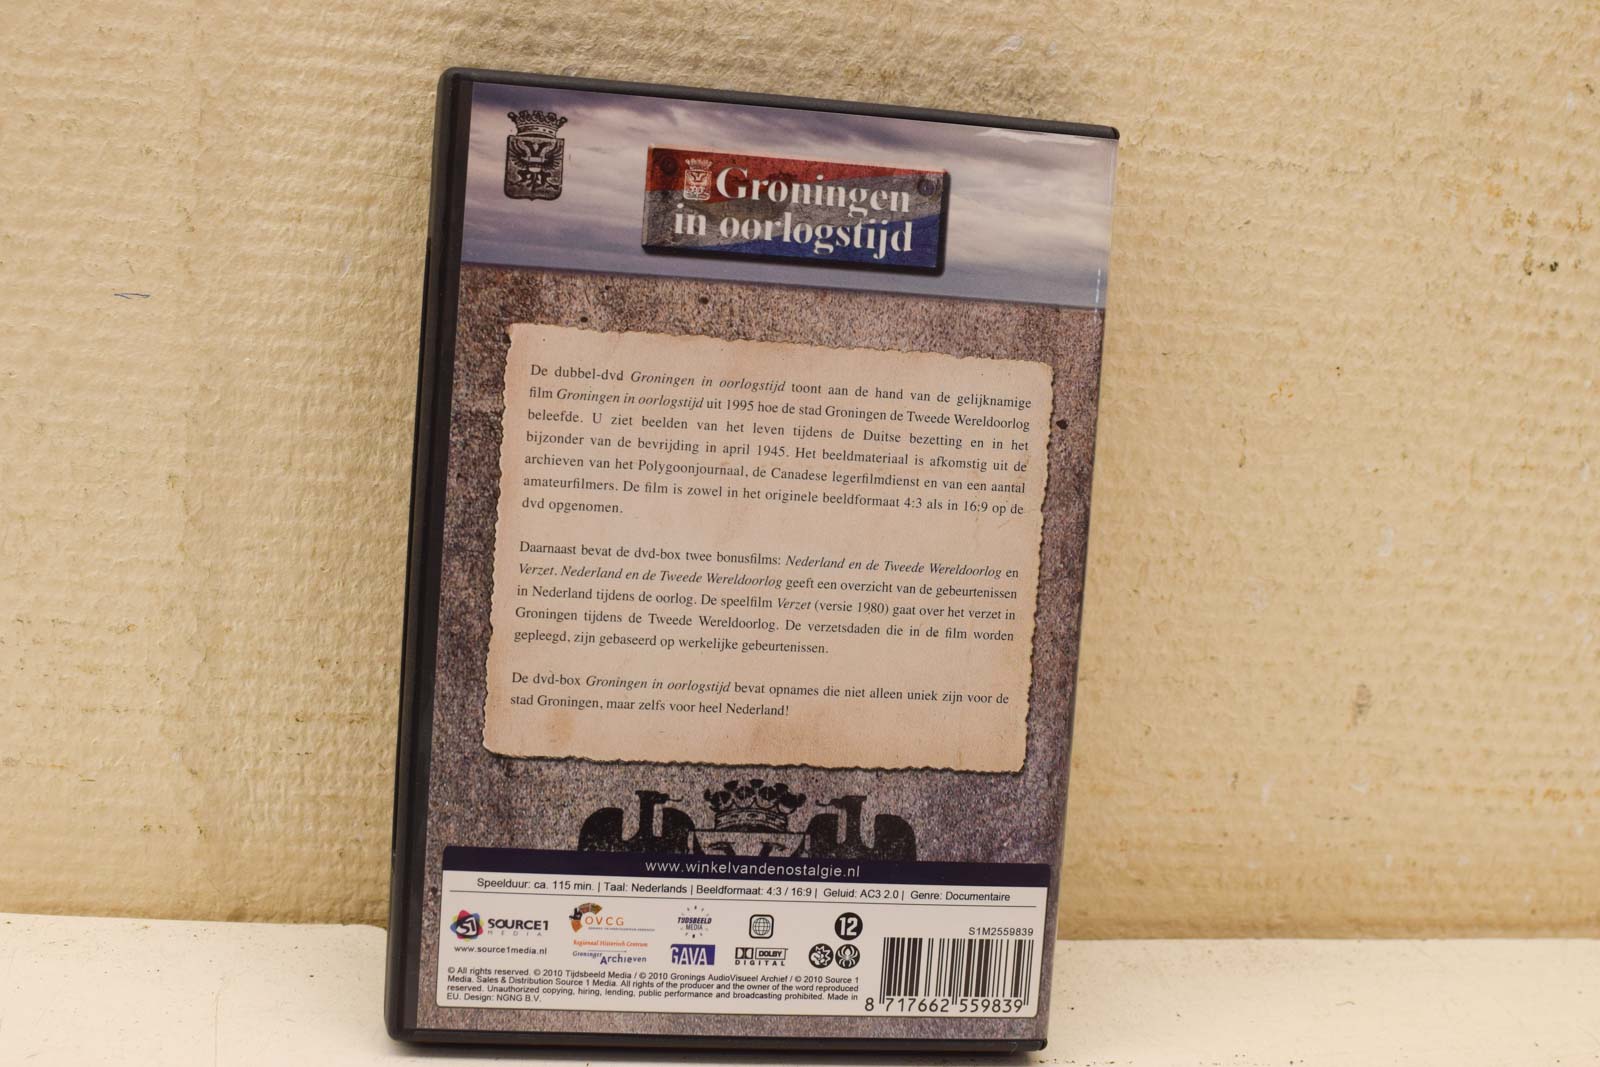 Groningen
in oorlogstijd
De dubbel-dvd Groningen in oorlogstijd toont aan de hand van de gelijknamige
film Groningen in oorlogstijd uit 1995 hoe de stad Groningen de Tweede Wereldoorlog
beleefde. U ziet beelden van het leven tijdens de Duitse bezetting en in het
bijzonder van de bevrijding in april 1945. Het beeldmateriaal is afkomstig uit de
archieven van het Polygoonjournaal, de Canadese legerfilmdienst en van een aantal
amateurfilmers. De film is zowel in het originele beeldformaat 4:3 als in 16:9 op de
dvd opgenomen.
Daarnaast bevat de dvd-box twee bonusfilms: Nederland en de Tweede Wereldoorlog en
Verzet. Nederland en de Tweede Wereldoorlog geeft een overzicht van de gebeurtenissen
in Nederland tijdens de oorlog. De speelfilm Verzet (versie 1980) gaat over het verzet in
Groningen tijdens de Tweede Wereldoorlog. De verzetsdaden die in de film worden
gepleegd, zijn gebaseerd op werkelijke gebeurtenissen.
De dvd-box Groningen in oorlogstijd bevat opnames die niet alleen uniek zijn voor de
stad Groningen, maar zelfs voor heel Nederland!
www.winkelvandenostalgie.nl
Speelduur: ca. 115 min. | Taal: Nederlands | Beeldformaat: 4:3 / 16:9 | Geluid: AC3 2.0 | Genre: Documentaire
S1 SOURCE1
MEDIA
www.source1media.nl
OVCG
Regionaal Historisch Centrum
Groninger Archieven
TIJDSBEELD
MEDIA
GAVA
DOLBY
DIGITAL
12
S1M2559839
© All rights reserved. © 2010 Tijdsbeeld Media / © 2010 Gronings AudioVisueel Archief / © 2010 Source 1
Media. Sales & Distribution Source 1 Media. All rights of the producer and the owner of the word reproduced
reserved. Unauthorized copying, hiring, lending, public performance and broadcasting prohibited. Made in
EU. Design: NGNG B.V.
8 717662 559839